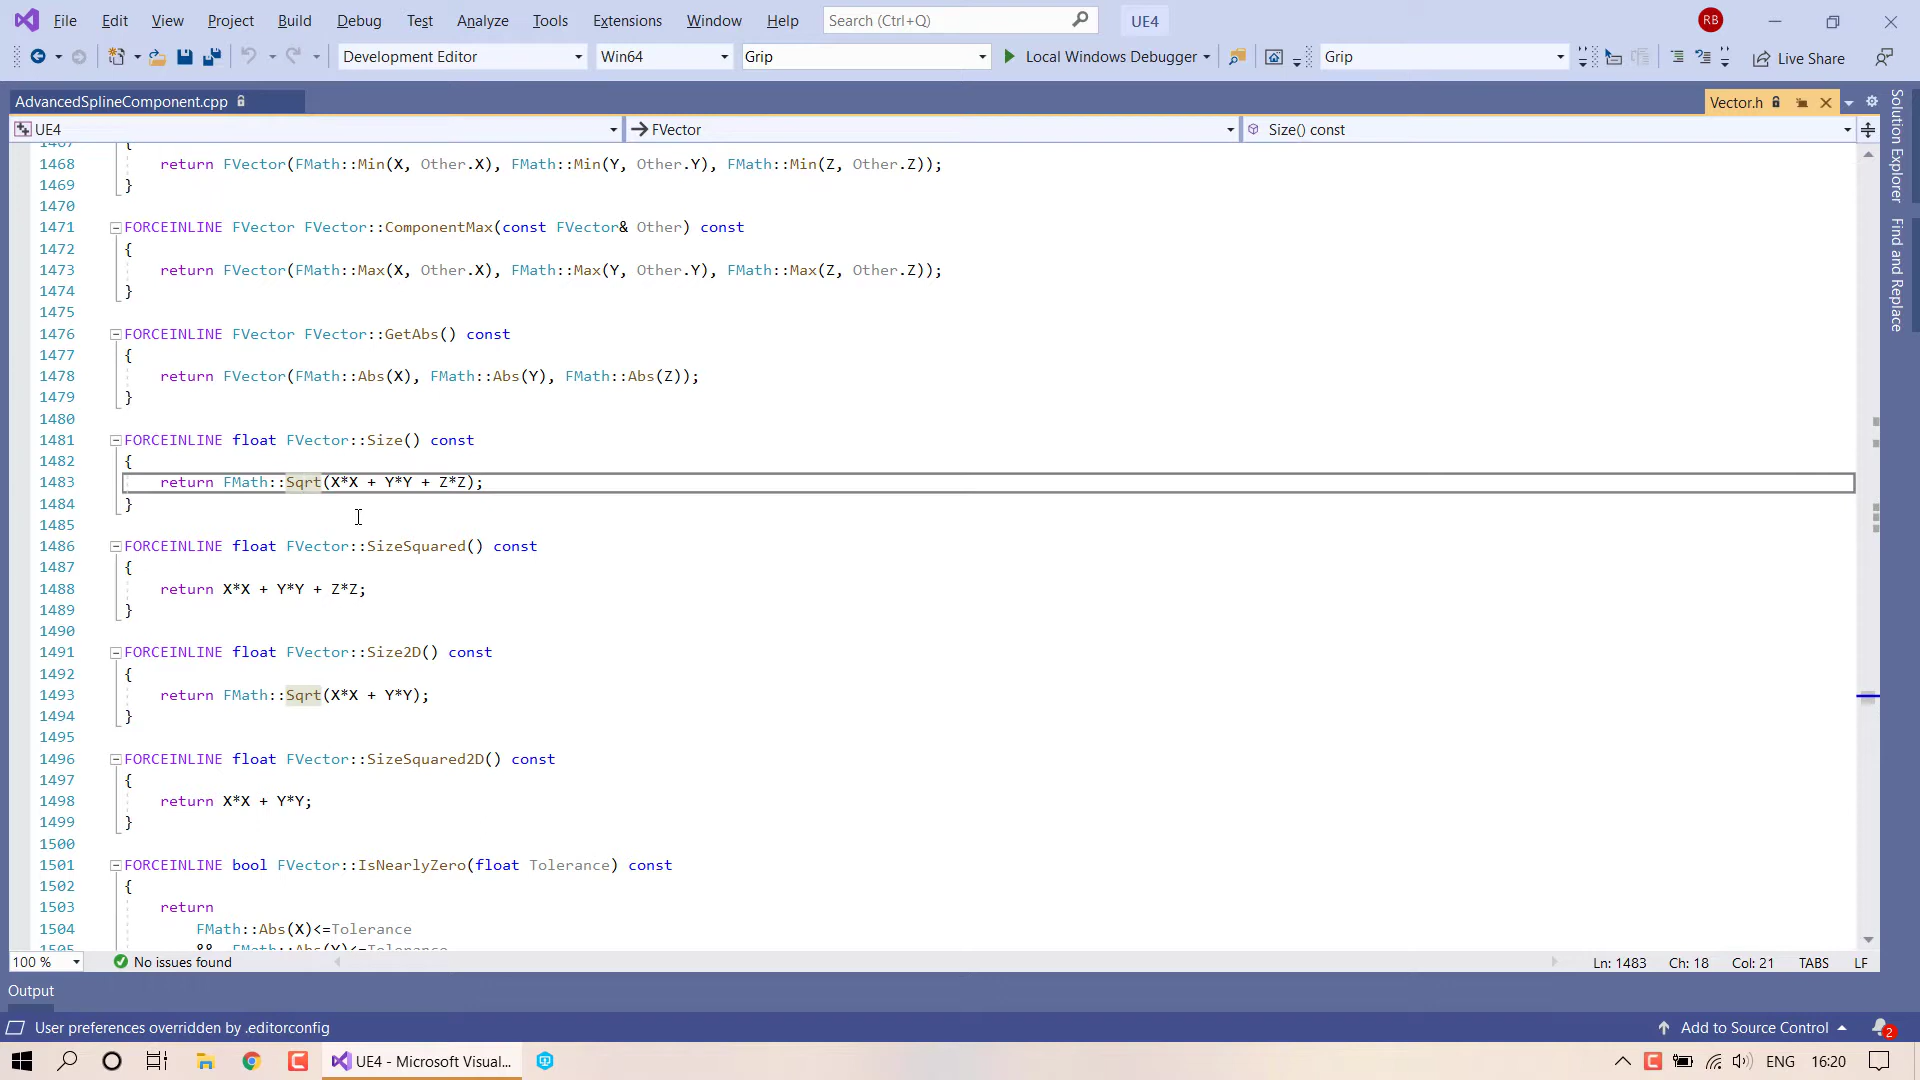 File Edit View Project Build Debug Test Analyze Tools Extensions Window Help Search (Ctrl+Q) UE4 RB
Development Editor Win64 Grip Local Windows Debugger Grip Live Share
AdvancedSplineComponent.cpp Vector.h
UE4 FVector Size() const
Solution Explorer
Find and Replace
1467 {
1468 return FVector(FMath::Min(X, Other.X), FMath::Min(Y, Other.Y), FMath::Min(Z, Other.Z));
1469 }
1470
1471 FORCEINLINE FVector FVector::ComponentMax(const FVector& Other) const
1472 {
1473 return FVector(FMath::Max(X, Other.X), FMath::Max(Y, Other.Y), FMath::Max(Z, Other.Z));
1474 }
1475
1476 FORCEINLINE FVector FVector::GetAbs() const
1477 {
1478 return FVector(FMath::Abs(X), FMath::Abs(Y), FMath::Abs(Z));
1479 }
1480
1481 FORCEINLINE float FVector::Size() const
1482 {
1483 return FMath::Sqrt(X*X + Y*Y + Z*Z);
1484 }
1485
1486 FORCEINLINE float FVector::SizeSquared() const
1487 {
1488 return X*X + Y*Y + Z*Z;
1489 }
1490
1491 FORCEINLINE float FVector::Size2D() const
1492 {
1493 return FMath::Sqrt(X*X + Y*Y);
1494 }
1495
1496 FORCEINLINE float FVector::SizeSquared2D() const
1497 {
1498 return X*X + Y*Y;
1499 }
1500
1501 FORCEINLINE bool FVector::IsNearlyZero(float Tolerance) const
1502 {
1503 return
1504 FMath::Abs(X)<=Tolerance
1505 && FMath::Abs(Y)<=Tolerance
100 % No issues found Ln: 1483 Ch: 18 Col: 21 TABS LF
Output
User preferences overridden by .editorconfig Add to Source Control 2
UE4 - Microsoft Visual... ENG 16:20